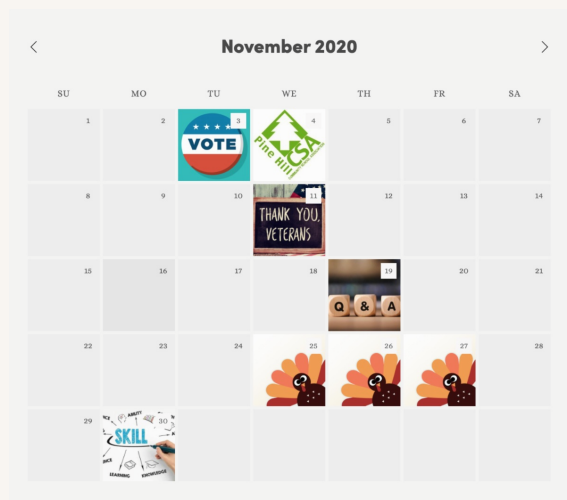 November 2020
SU MO TU WE TH FR SA
1 2 3 4 5 6 7
VOTE
Pine Hill CSA
8 9 10 11 12 13 14
THANK YOU,
VETERANS
15 16 17 18 19 20 21
Q & A
22 23 24 25 26 27 28
29 30
ABILITY
SKILL
LEARNING KNOWLEDGE